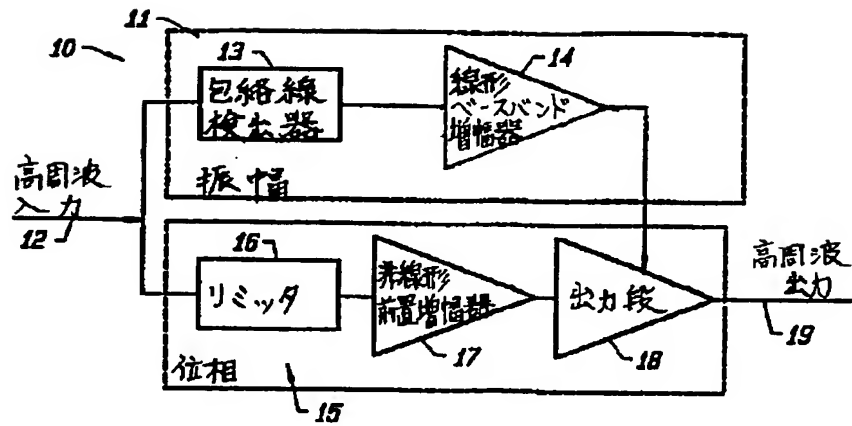 11
10
13
包絡線
検出器
14
線形
ベースバンド
増幅器
振幅
高周波
入力
12
16
リミッタ
非線形
前置増幅器
17
出力段
18
高周波
出力
19
位相
15